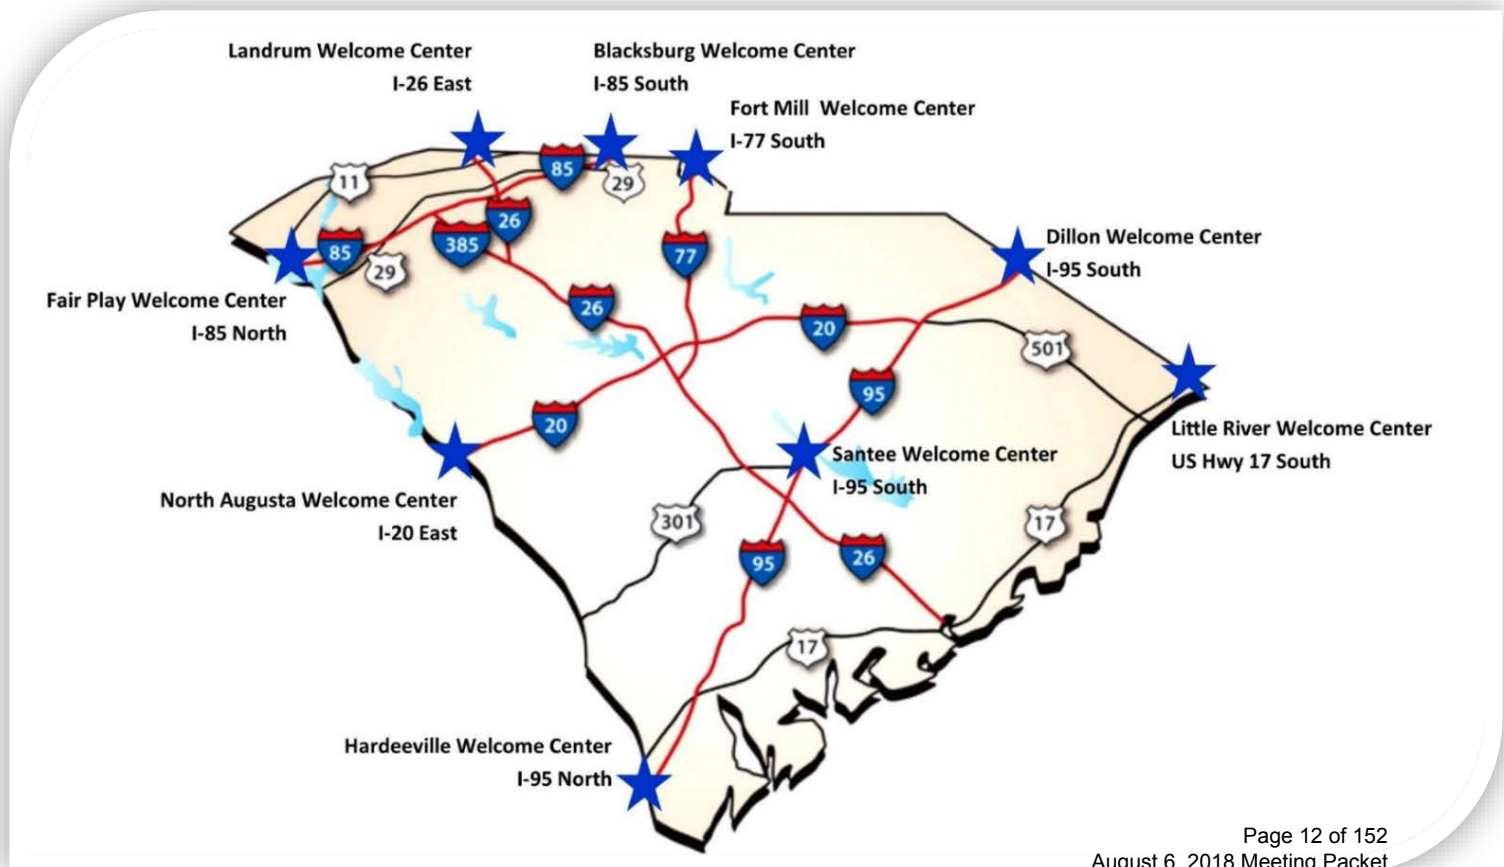 Landrum Welcome Center
I-26 East
Blacksburg Welcome Center
I-85 South
Fort Mill Welcome Center
I-77 South
11
85
29
26
385
85
29
77
Dillon Welcome Center
I-95 South
Fair Play Welcome Center
I-85 North
26
20
501
95
20
Little River Welcome Center
US Hwy 17 South
Santee Welcome Center
I-95 South
North Augusta Welcome Center
I-20 East
301
17
95
26
17
Hardeeville Welcome Center
I-95 North
Page 12 of 152
August 6, 2018 Meeting Packet